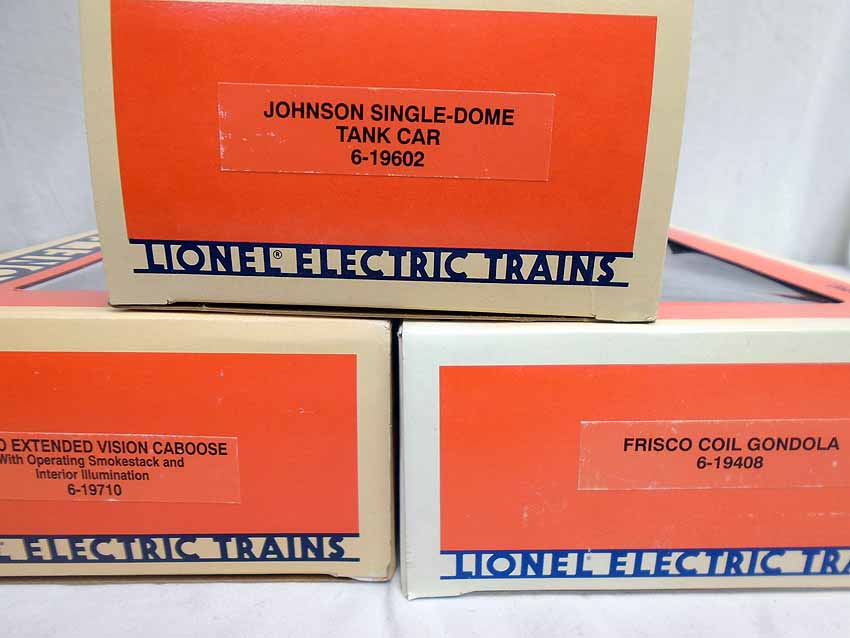 JOHNSON SINGLE-DOME
TANK CAR
6-19602
LIONEL® ELECTRIC TRAINS
O EXTENDED VISION CABOOSE
With Operating Smokestack and
Interior Illumination
6-19710
ELECTRIC TRAINS
FRISCO COIL GONDOLA
6-19408
LIONEL ELECTRIC TRA